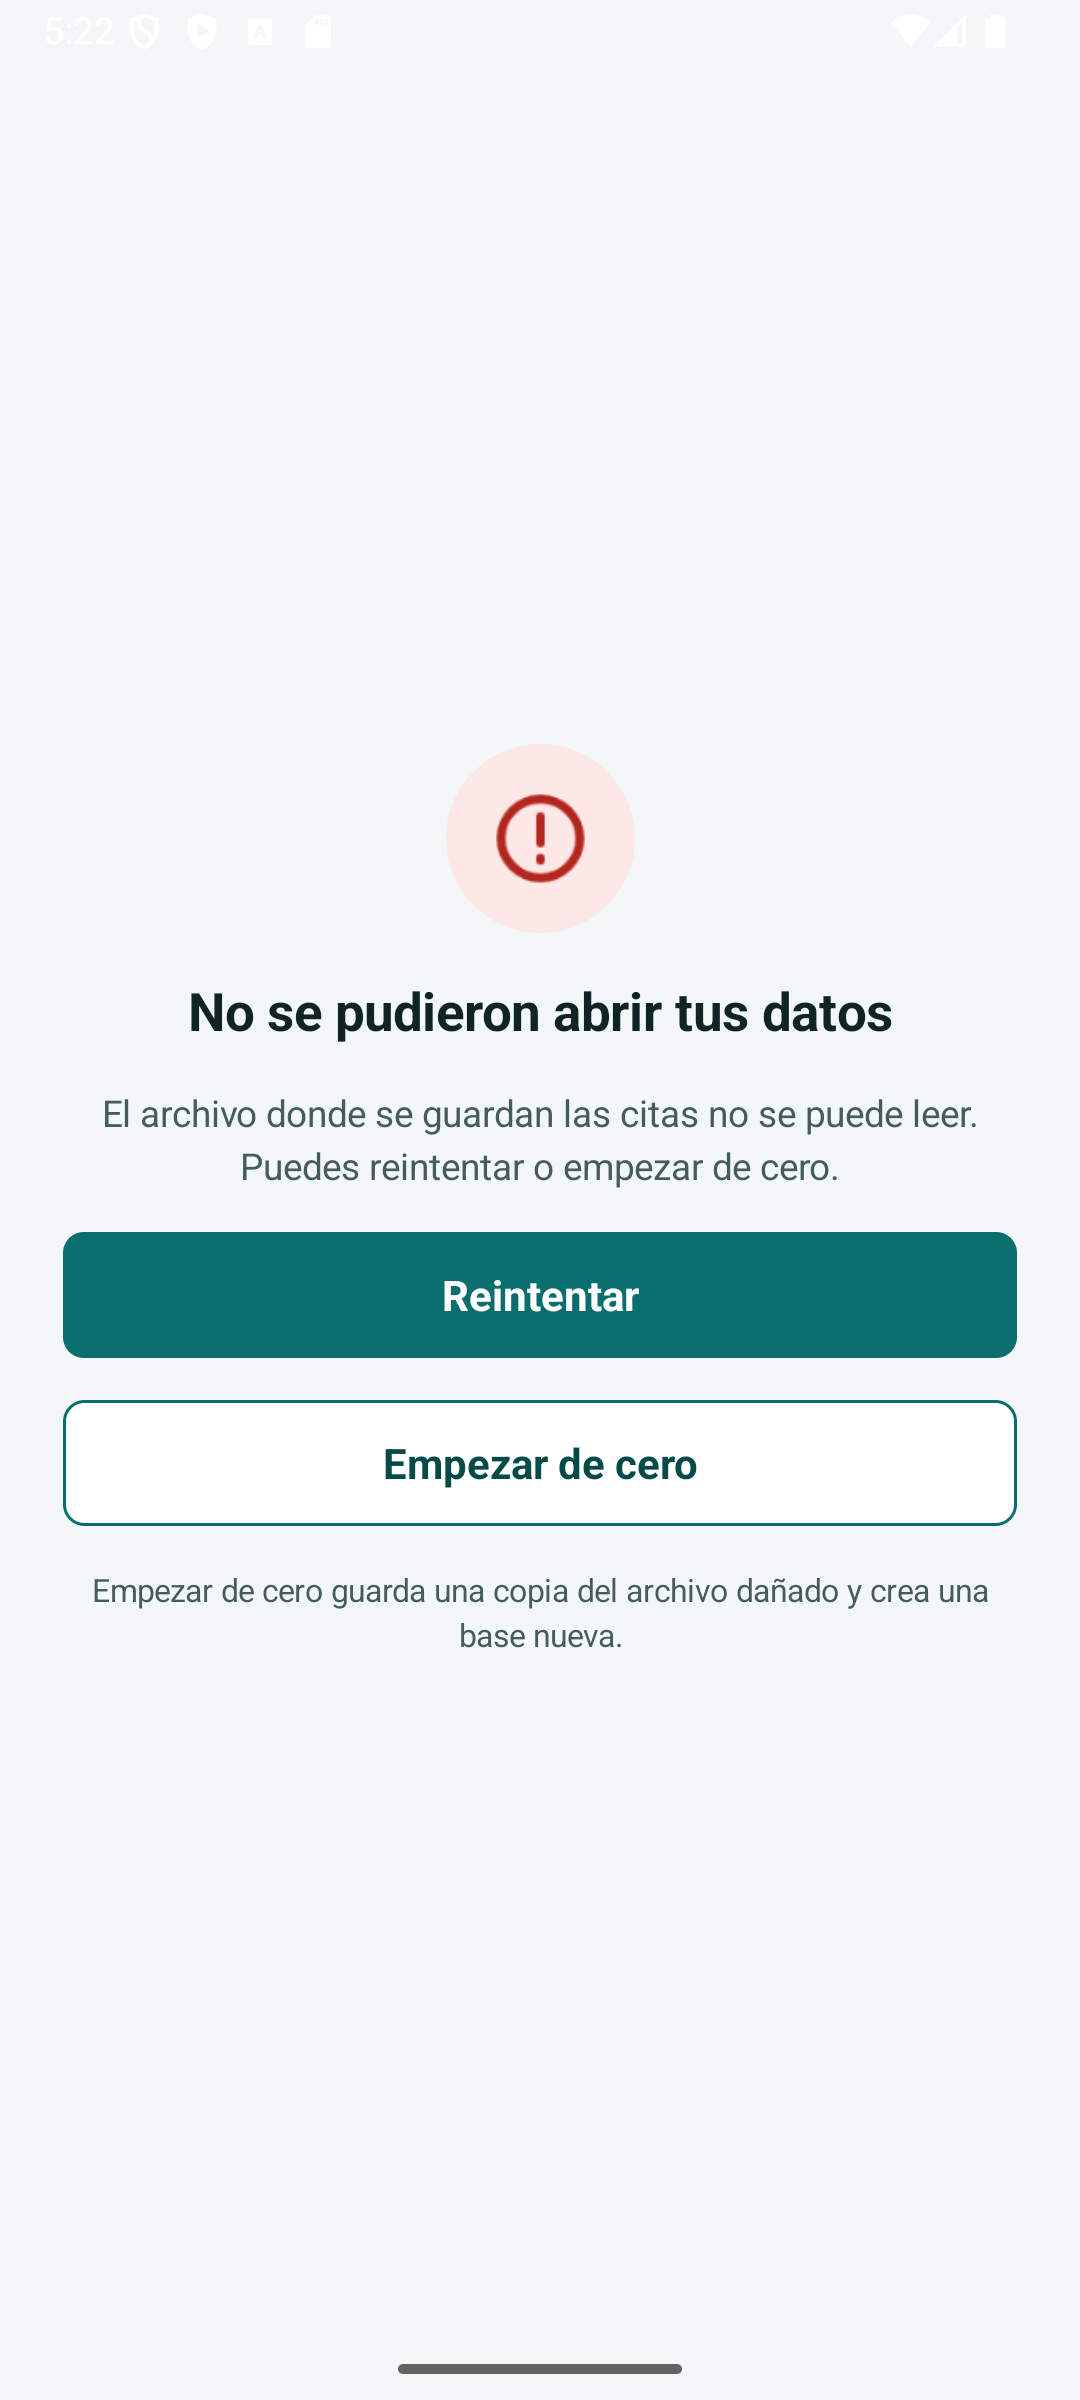 5:22
No se pudieron abrir tus datos
El archivo donde se guardan las citas no se puede leer.
Puedes reintentar o empezar de cero.
Reintentar
Empezar de cero
Empezar de cero guarda una copia del archivo dañado y crea una
base nueva.